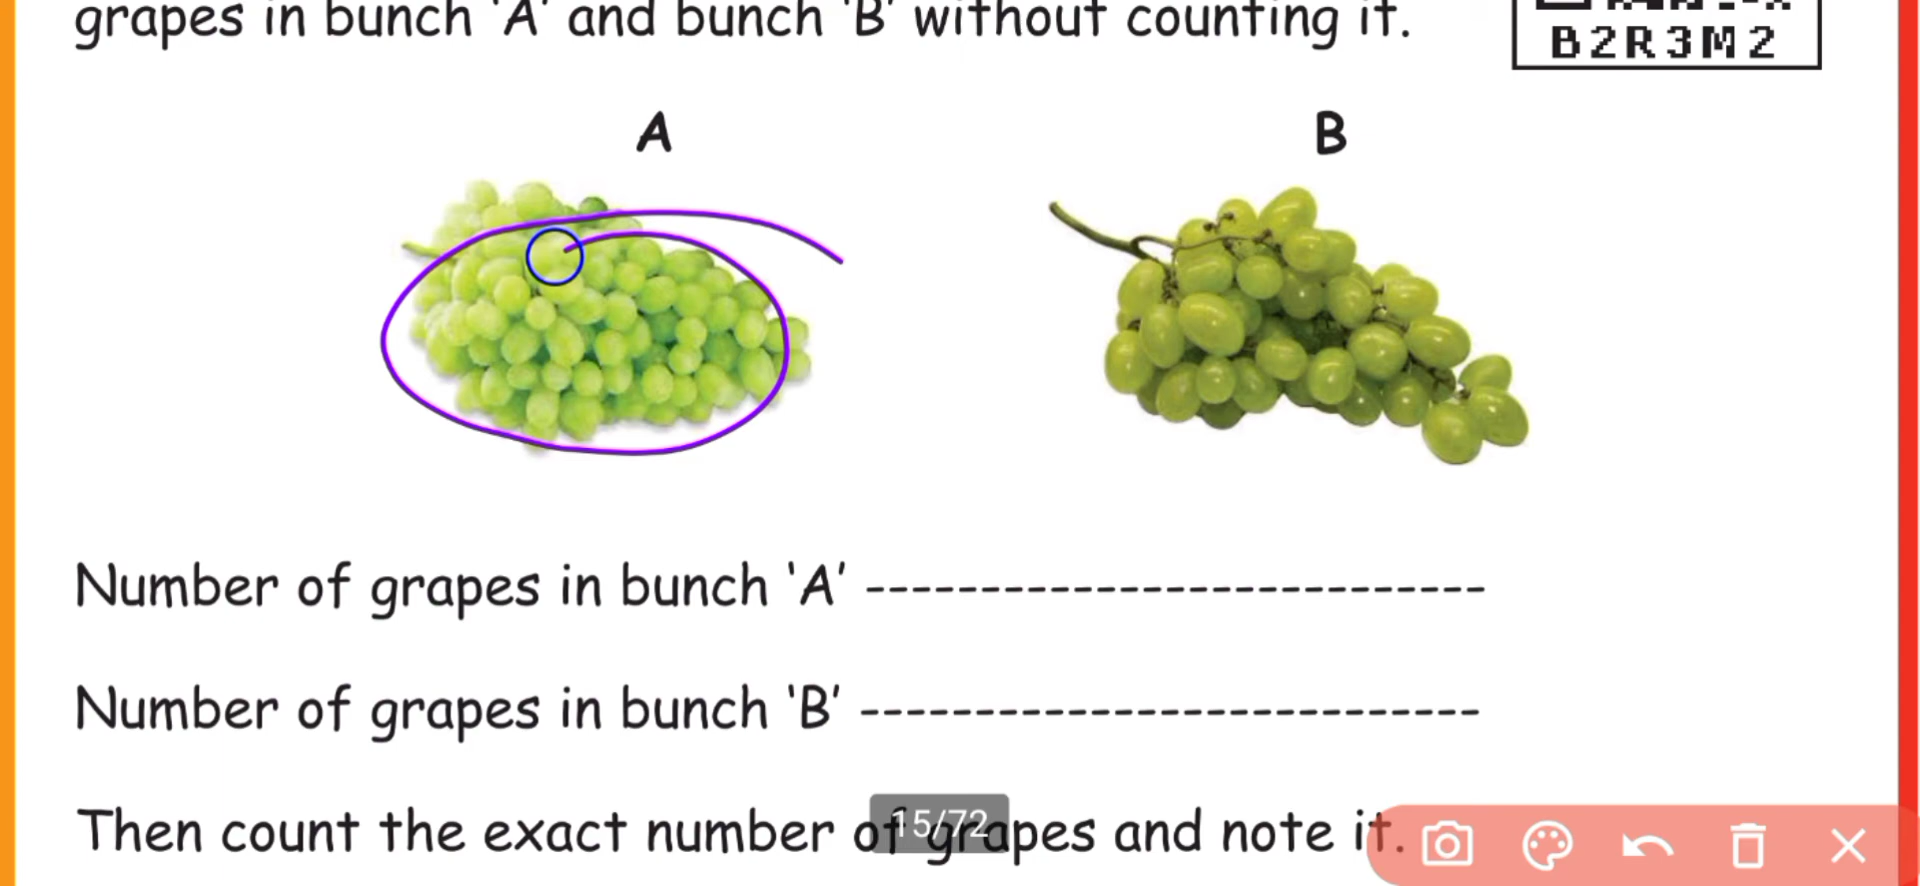 grapes in bunch ‘A’ and bunch ‘B’ without counting it.
B2R3M2
A
B
Number of grapes in bunch ‘A’ ---------------------------
Number of grapes in bunch ‘B’ ---------------------------
Then count the exact number of grapes and note it.
15/72